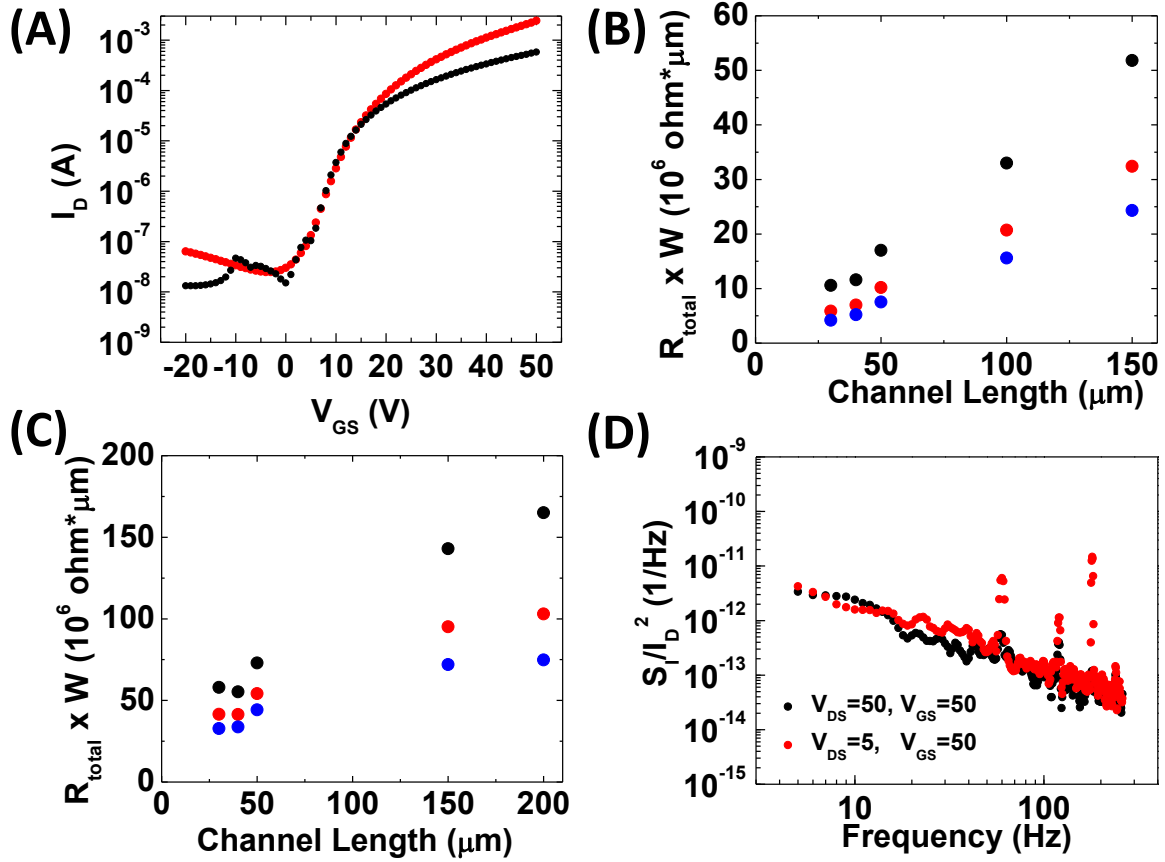 (A)
10^-3
10^-4
10^-5
10^-6
10^-7
10^-8
10^-9
I_D (A)
-20 -10 0 10 20 30 40 50
V_GS (V)
(B)
60
50
40
30
20
10
0
R_total x W (10^6 ohm*μm)
0 50 100 150
Channel Length (μm)
(C)
200
150
100
50
0
R_total x W (10^6 ohm*μm)
0 50 100 150 200
Channel Length (μm)
(D)
10^-9
10^-10
10^-11
10^-12
10^-13
10^-14
10^-15
S_I/I_D^2 (1/Hz)
V_DS=50, V_GS=50
V_DS=5, V_GS=50
10 100
Frequency (Hz)